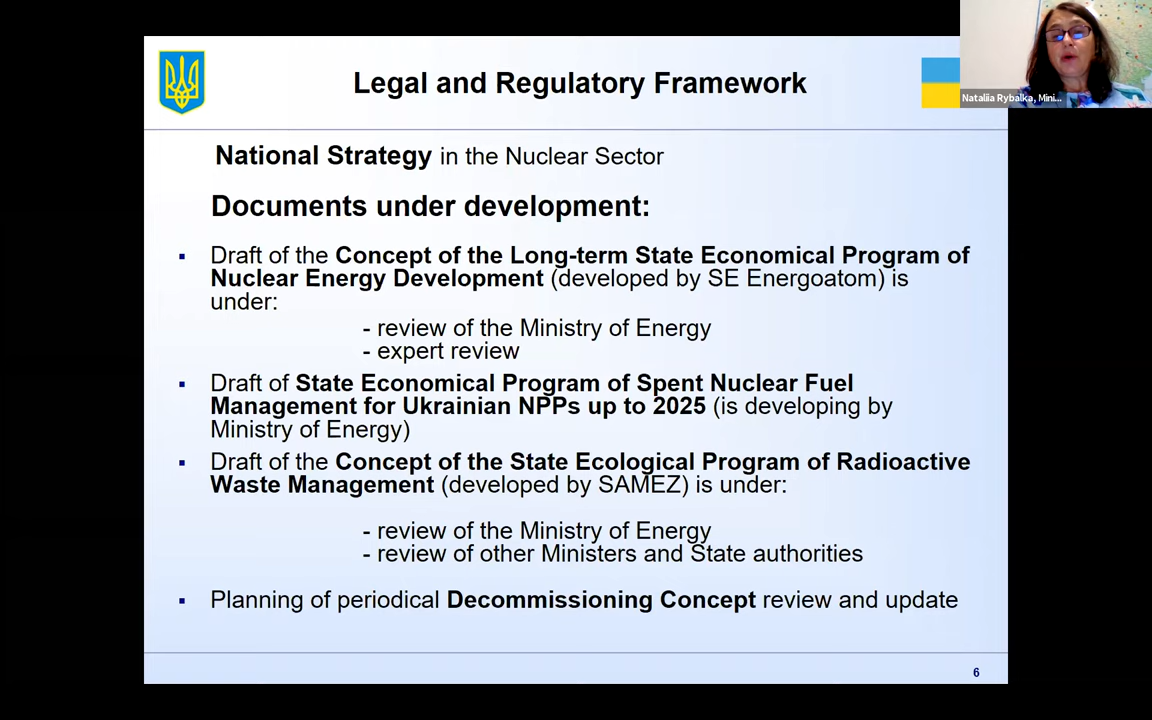 Legal and Regulatory Framework
Nataliia Rybalka, Mini...
National Strategy in the Nuclear Sector
Documents under development:
▪ Draft of the Concept of the Long-term State Economical Program of
Nuclear Energy Development (developed by SE Energoatom) is
under:
- review of the Ministry of Energy
- expert review
▪ Draft of State Economical Program of Spent Nuclear Fuel
Management for Ukrainian NPPs up to 2025 (is developing by
Ministry of Energy)
▪ Draft of the Concept of the State Ecological Program of Radioactive
Waste Management (developed by SAMEZ) is under:
- review of the Ministry of Energy
- review of other Ministers and State authorities
▪ Planning of periodical Decommissioning Concept review and update
6